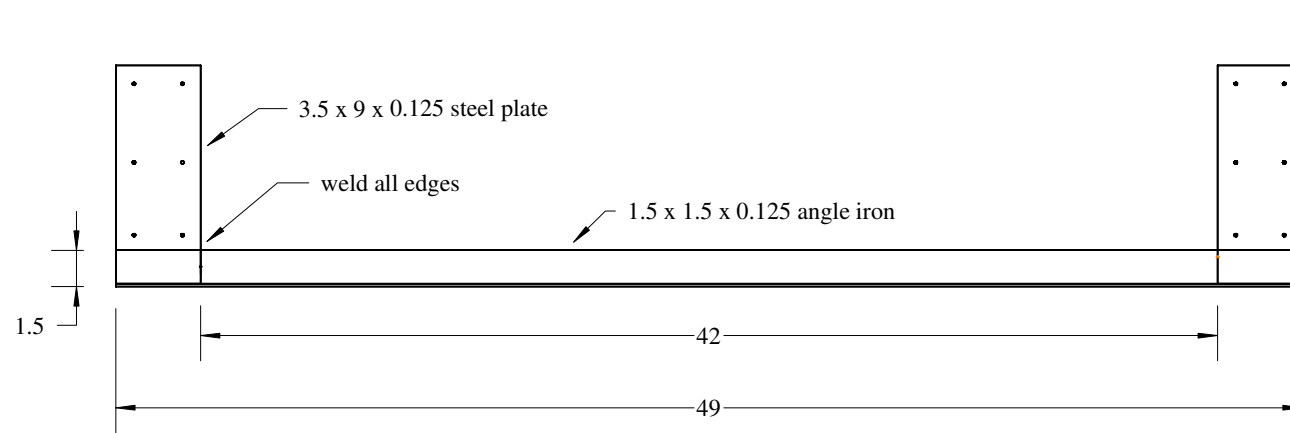 3.5 x 9 x 0.125 steel plate
weld all edges
1.5 x 1.5 x 0.125 angle iron
1.5
42
49